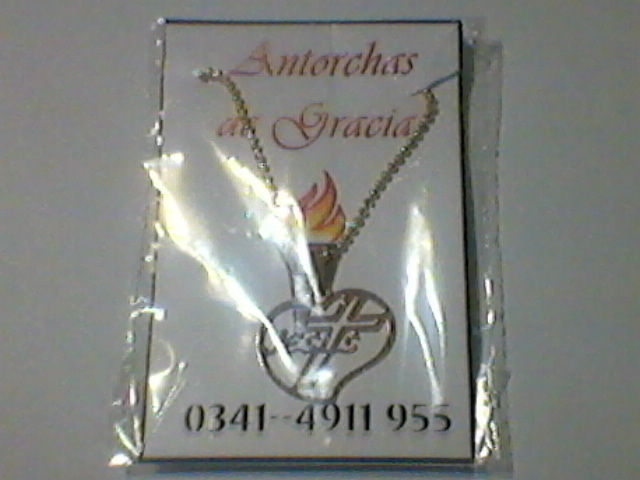 Antorchas
de Gracia
0341--4911 955